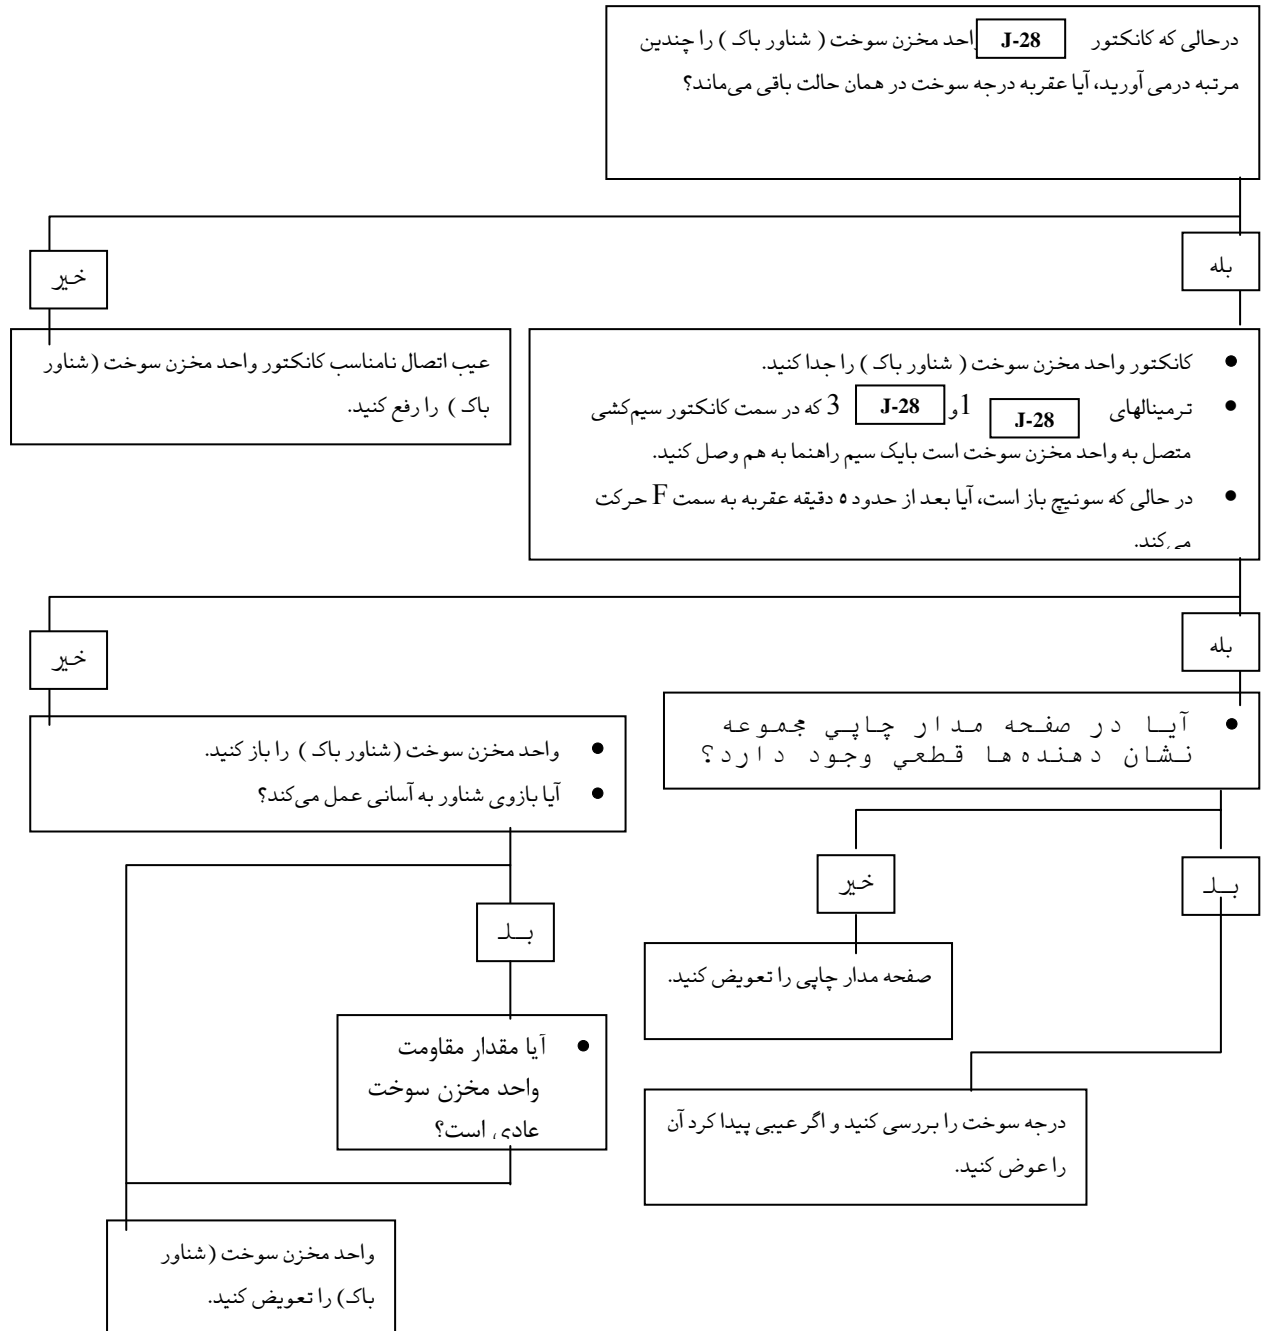 درحالی که کانکتور J-28 احد مخزن سوخت ( شناور باک ) را چندین
مرتبه درمی آورید، آیا عقربه درجه سوخت در همان حالت باقی می‌ماند؟
خیر
بله
عیب اتصال نامناسب کانکتور واحد مخزن سوخت (شناور
باک ) را رفع کنید.
● کانکتور واحد مخزن سوخت ( شناور باک ) را جدا کنید.
● ترمینالهای J-28 1و J-28 3 که در سمت کانکتور سیم‌کشی
متصل به واحد مخزن سوخت است بایک سیم راهنما به هم وصل کنید.
● در حالی که سوئیچ باز است، آیا بعد از حدود ۵ دقیقه عقربه به سمت F حرکت
می‌کند.
خیر
بله
● واحد مخزن سوخت (شناور باک ) را باز کنید.
● آیا بازوی شناور به آسانی عمل می‌کند؟
● آیا در صفحه مدار چاپي مجموعه
نشان دهنده‌ها قطعي وجود دارد؟
خیر
بلـ
بلـ
صفحه مدار چاپی را تعویض کنید.
● آیا مقدار مقاومت
واحد مخزن سوخت
عادی است؟
درجه سوخت را بررسی کنید و اگر عیبی پیدا کرد آن
را عوض کنید.
واحد مخزن سوخت (شناور
باک) را تعویض کنید.